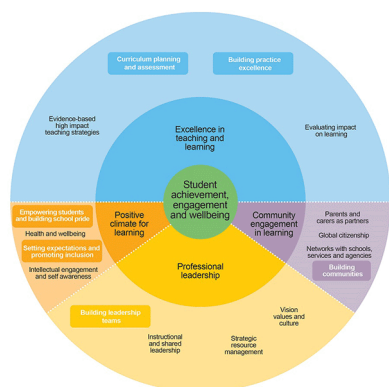 Curriculum planning
and assessment
Building practice
excellence
Evidence-based
high impact
teaching strategies
Excellence in
teaching and
learning
Evaluating impact
on learning
Student
achievement,
engagement
and wellbeing
Empowering students
and building school pride
Health and wellbeing
Setting expectations and
promoting inclusion
Intellectual engagement
and self awareness
Positive
climate for
learning
Community
engagement
in learning
Parents and
carers as partners
Global citizenship
Networks with schools,
services and agencies
Building
communities
Professional
leadership
Building leadership
teams
Instructional
and shared
leadership
Strategic
resource
management
Vision
values and
culture